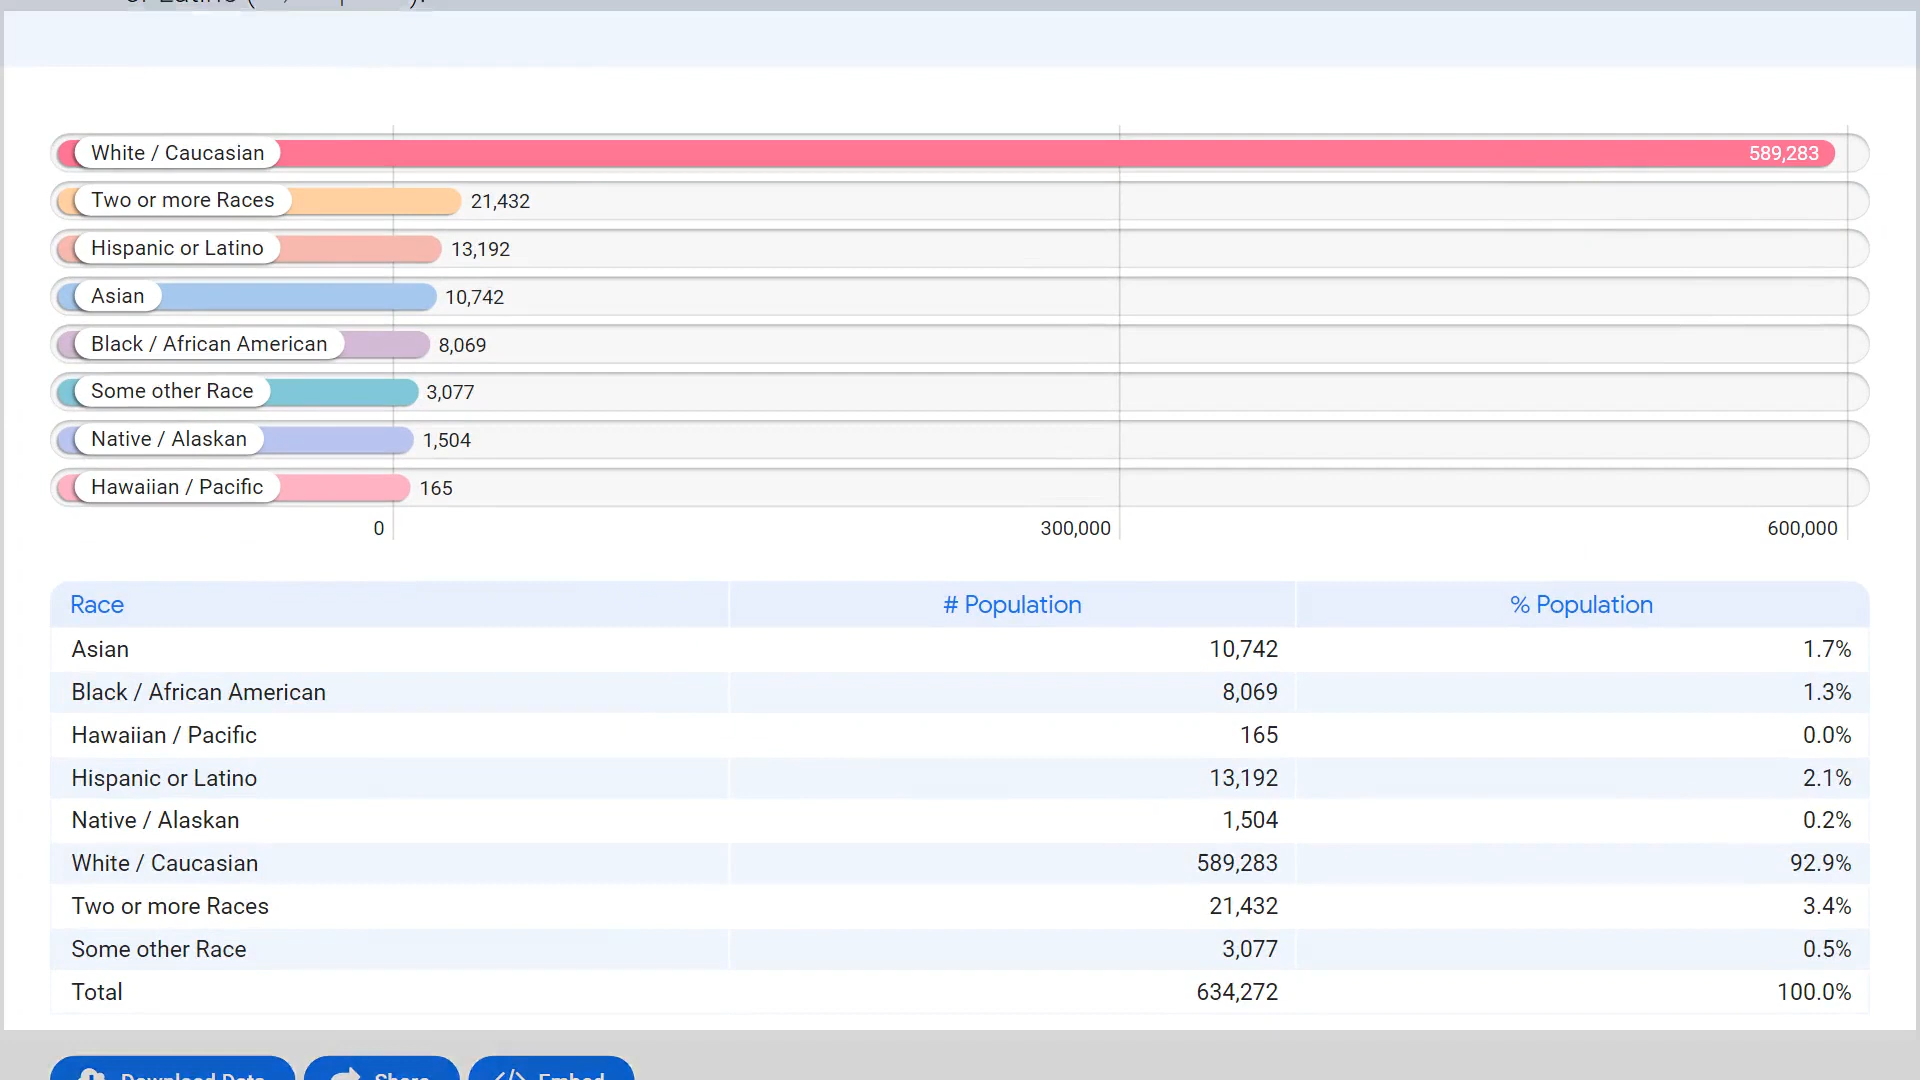 White / Caucasian 589,283
Two or more Races 21,432
Hispanic or Latino 13,192
Asian 10,742
Black / African American 8,069
Some other Race 3,077
Native / Alaskan 1,504
Hawaiian / Pacific 165
0 300,000 600,000
Race # Population % Population
Asian 10,742 1.7%
Black / African American 8,069 1.3%
Hawaiian / Pacific 165 0.0%
Hispanic or Latino 13,192 2.1%
Native / Alaskan 1,504 0.2%
White / Caucasian 589,283 92.9%
Two or more Races 21,432 3.4%
Some other Race 3,077 0.5%
Total 634,272 100.0%
Download Data Share Embed